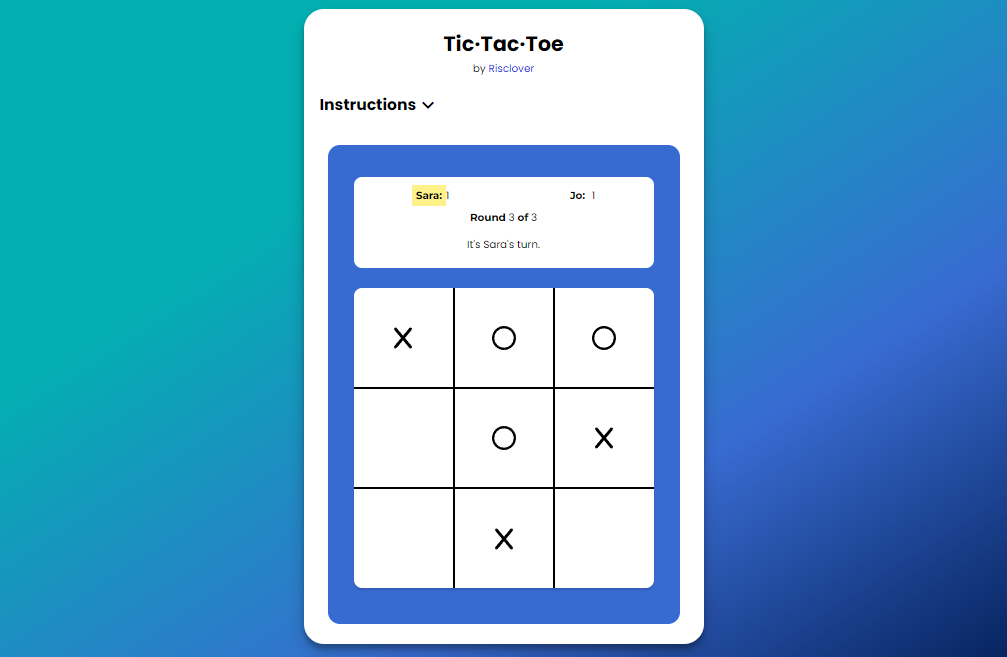 Tic·Tac·Toe
by Risclover
Instructions
Sara: 1 Jo: 1
Round 3 of 3
It's Sara's turn.
X O O
O X
X